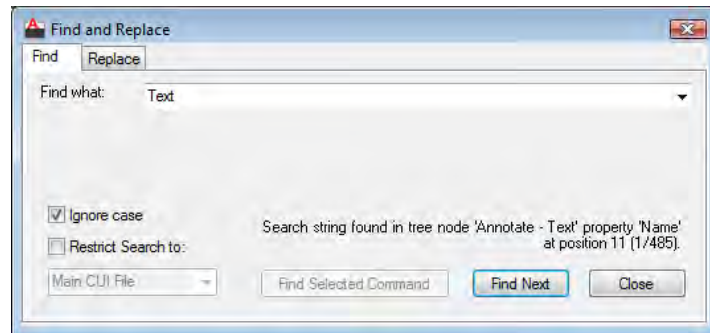 Find and Replace
Find
Replace
Find what:
Text
Ignore case
Search string found in tree node 'Annotate - Text' property 'Name'
at position 11 (1/485).
Restrict Search to:
Main CUI File
Find Selected Command
Find Next
Close